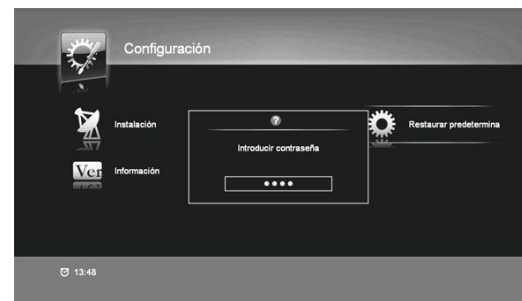 Configuración
Instalación
Ver Información
?
Introducir contraseña
••••
Restaurar predetermina
13:48